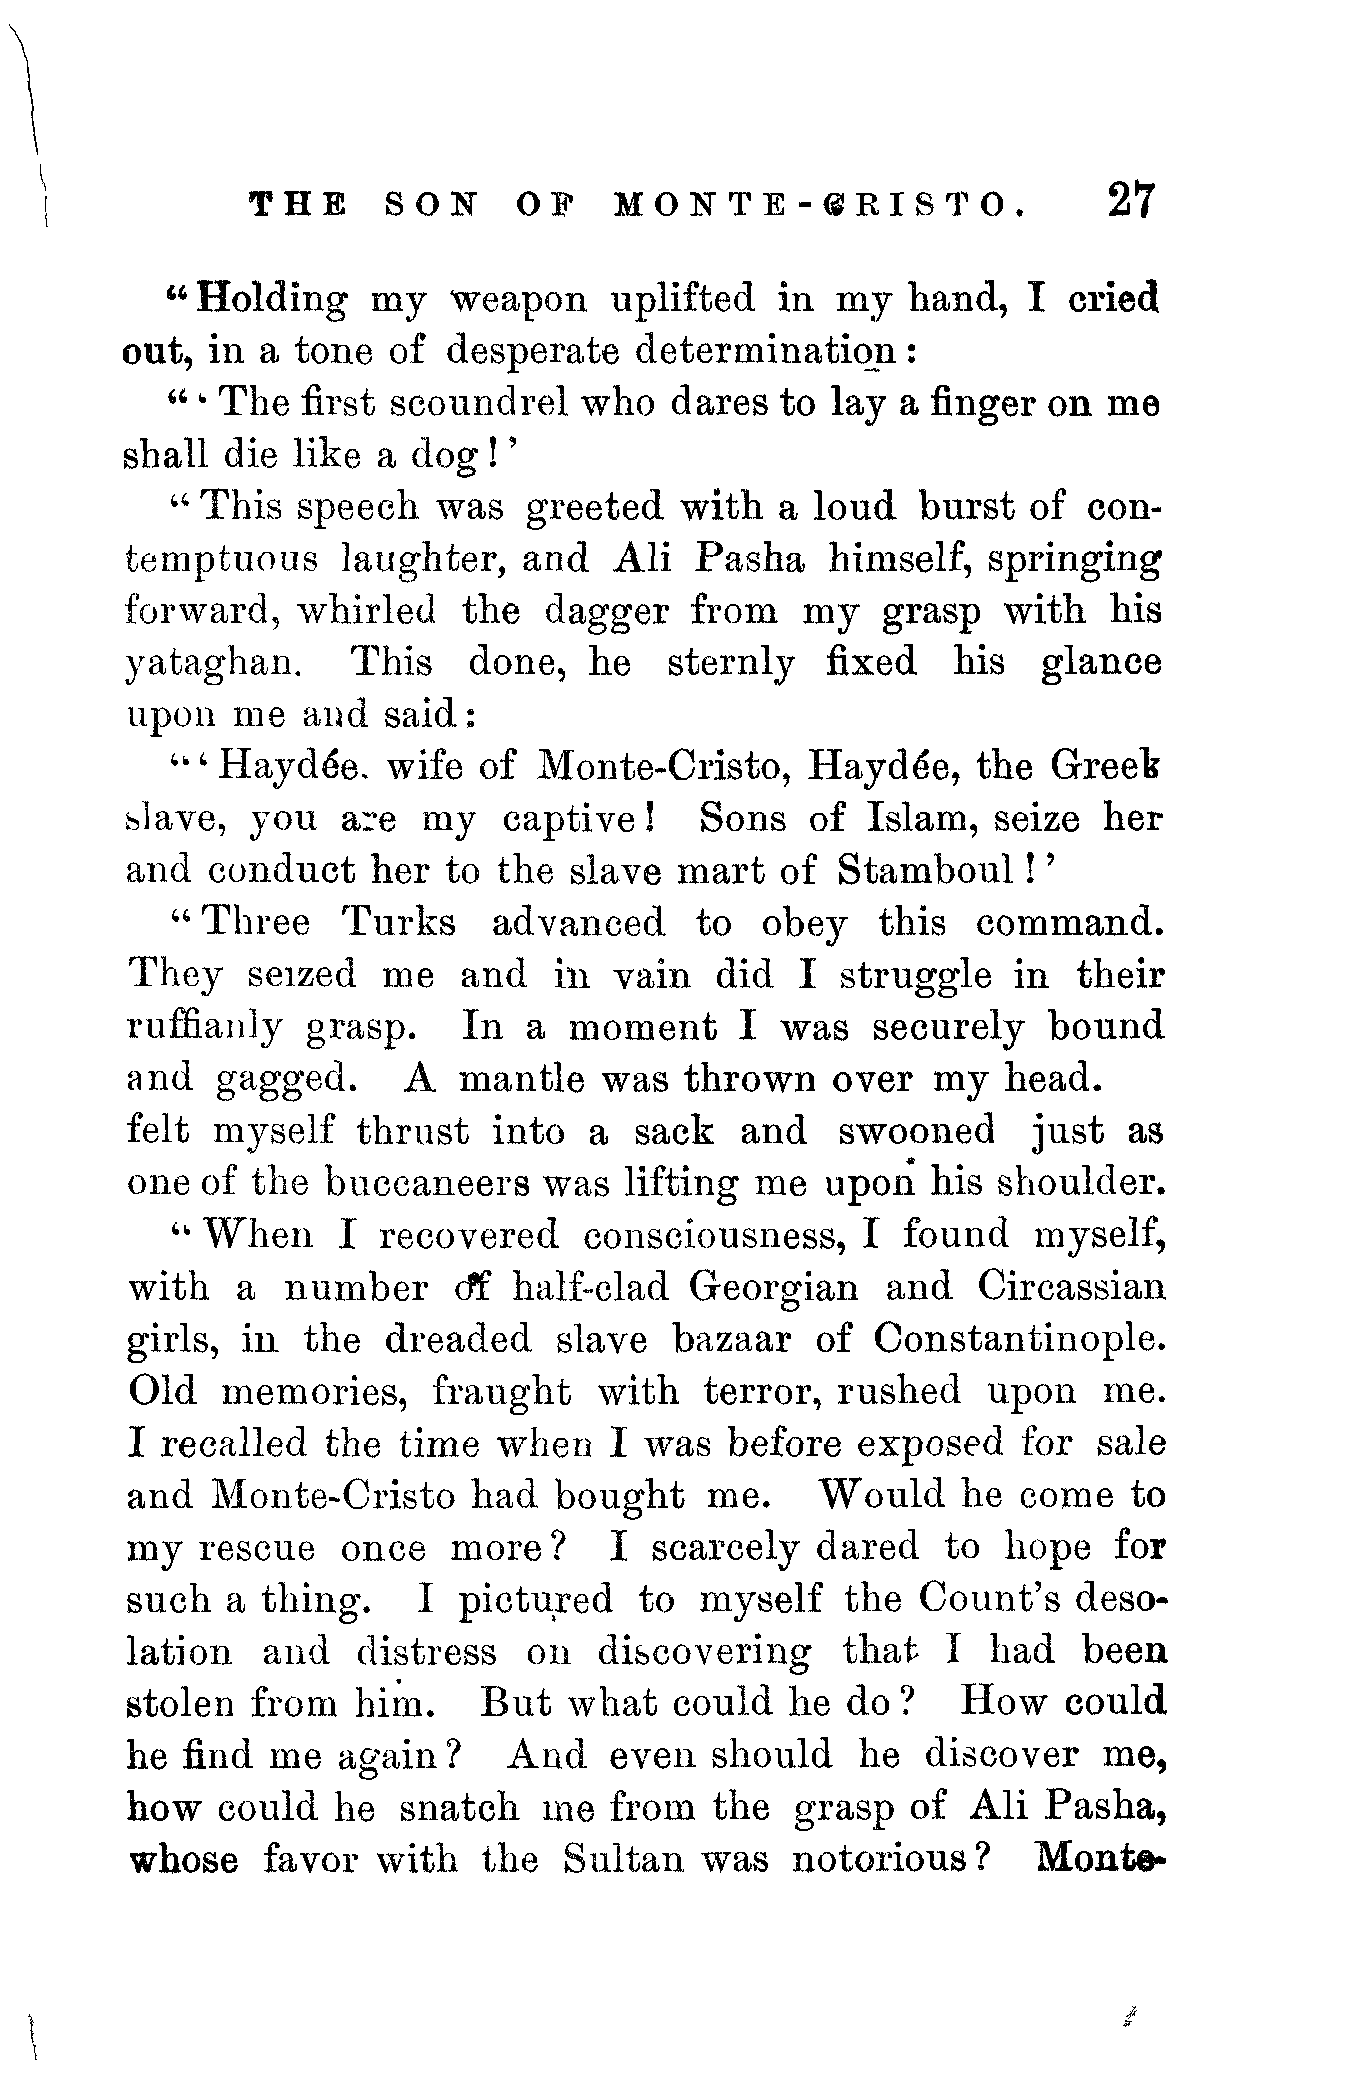 THE SON OF MONTE-CRISTO. 27
"Holding my weapon uplifted in my hand, I cried
out, in a tone of desperate determination:
"'The first scoundrel who dares to lay a finger on me
shall die like a dog!'
"This speech was greeted with a loud burst of con-
temptuous laughter, and Ali Pasha himself, springing
forward, whirled the dagger from my grasp with his
yataghan. This done, he sternly fixed his glance
upon me and said:
"'Haydée. wife of Monte-Cristo, Haydée, the Greek
slave, you are my captive! Sons of Islam, seize her
and conduct her to the slave mart of Stamboul!'
"Three Turks advanced to obey this command.
They seized me and in vain did I struggle in their
ruffianly grasp. In a moment I was securely bound
and gagged. A mantle was thrown over my head.
felt myself thrust into a sack and swooned just as
one of the buccaneers was lifting me upon his shoulder.
"When I recovered consciousness, I found myself,
with a number of half-clad Georgian and Circassian
girls, in the dreaded slave bazaar of Constantinople.
Old memories, fraught with terror, rushed upon me.
I recalled the time when I was before exposed for sale
and Monte-Cristo had bought me. Would he come to
my rescue once more? I scarcely dared to hope for
such a thing. I pictured to myself the Count's deso-
lation and distress on discovering that I had been
stolen from him. But what could he do? How could
he find me again? And even should he discover me,
how could he snatch me from the grasp of Ali Pasha,
whose favor with the Sultan was notorious? Monte-